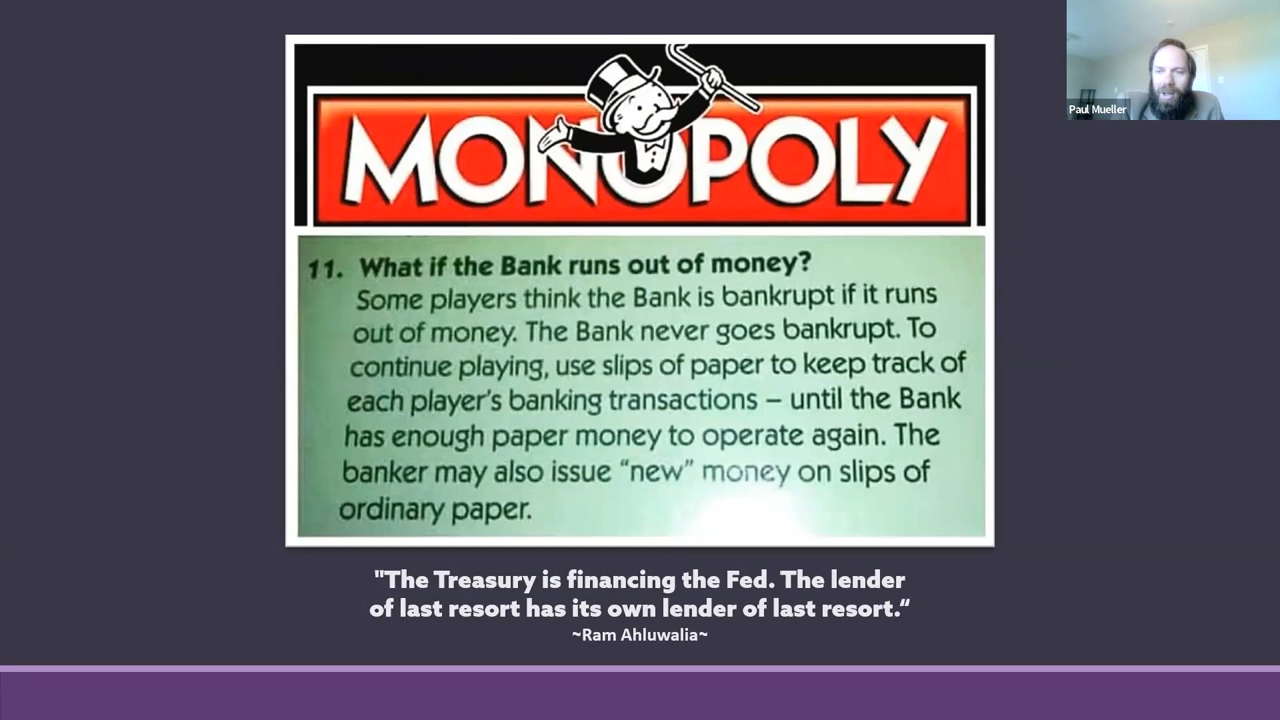 Paul Mueller
MONOPOLY
11. What if the Bank runs out of money?
Some players think the Bank is bankrupt if it runs
out of money. The Bank never goes bankrupt. To
continue playing, use slips of paper to keep track of
each player's banking transactions – until the Bank
has enough paper money to operate again. The
banker may also issue “new” money on slips of
ordinary paper.
"The Treasury is financing the Fed. The lender
of last resort has its own lender of last resort.“
~Ram Ahluwalia~